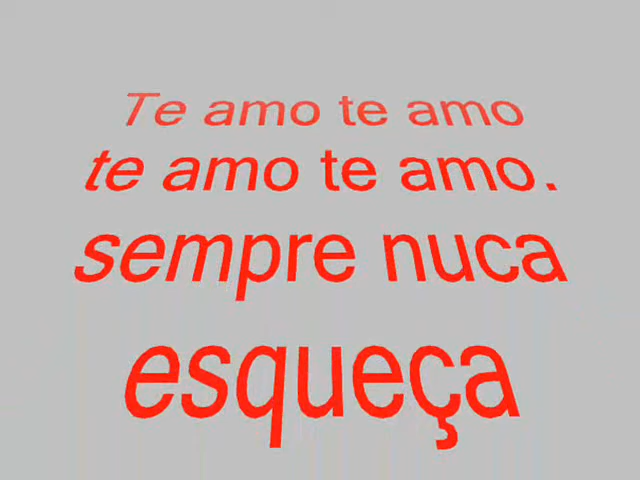 Te amo te amo
te amo te amo.
sempre nuca
esqueça